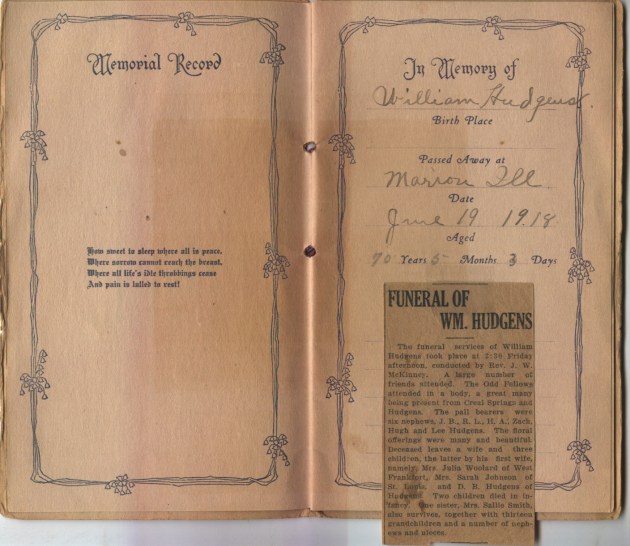 Memorial Record
How sweet to sleep where all is peace,
Where sorrow cannot reach the breast,
Where all life's idle throbbings cease
And pain is lulled to rest!
In Memory of
William Hudgens.
Birth Place
Passed Away at
Marion Ill
Date
June 19 1918
Aged
70 Years 5 Months 3 Days
FUNERAL OF
WM. HUDGENS
The funeral services of William
Hudgens took place at 2:30 Friday
afternoon, conducted by Rev. J. W.
McKinney. A large number of
friends attended. The Odd Fellows
attended in a body, a great many
being present from Creal Springs and
Hudgens. The pall bearers were
six nephews, J. B., R. L., H. A., Zach,
Hugh and Lee Hudgens. The floral
offerings were many and beautiful.
Deceased leaves a wife and three
children, the latter by his first wife,
namely, Mrs. Julia Woolard of West
Frankfort, Mrs. Sarah Johnson of
St. Louis, and D. B. Hudgens of
Hudgens. Two children died in in-
fancy. One sister, Mrs. Sallie Smith,
also survives, together with thirteen
grandchildren and a number of neph-
ews and nieces.